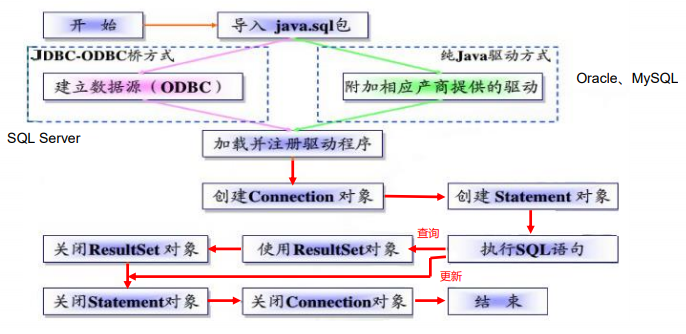 开 始
导入 java.sql包
JDBC-ODBC桥方式
纯Java驱动方式
建立数据源（ODBC）
附加相应产商提供的驱动
Oracle、MySQL
SQL Server
加载并注册驱动程序
创建Connection 对象
创建 Statement 对象
查询
关闭ResultSet 对象
使用ResultSet对象
执行SQL语句
更新
关闭Statement对象
关闭Connection对象
结 束